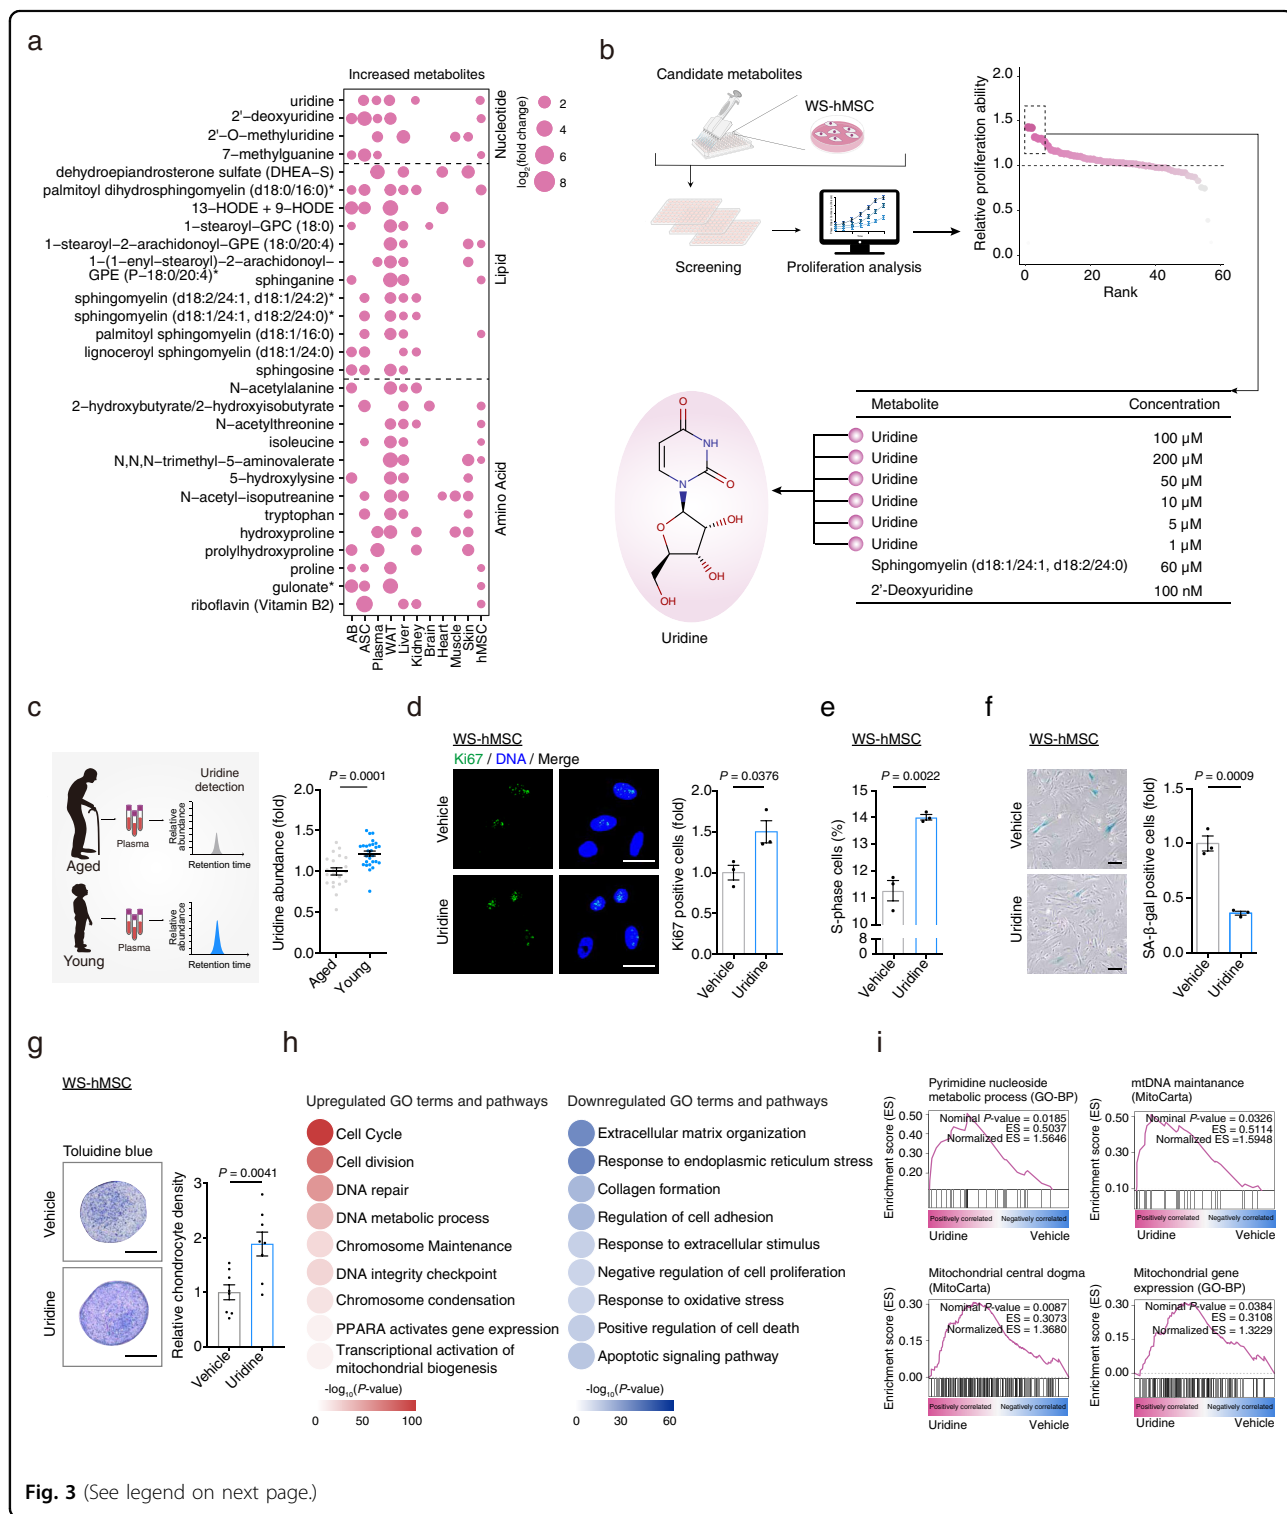 a
Increased metabolites
uridine
2'-deoxyuridine
2'-O-methyluridine
7-methylguanine
dehydroepiandrosterone sulfate (DHEA-S)
palmitoyl dihydrosphingomyelin (d18:0/16:0)*
13-HODE + 9-HODE
1-stearoyl-GPC (18:0)
1-stearoyl-2-arachidonoyl-GPE (18:0/20:4)
1-(1-enyl-stearoyl)-2-arachidonoyl-
GPE (P-18:0/20:4)*
sphinganine
sphingomyelin (d18:2/24:1, d18:1/24:2)*
sphingomyelin (d18:1/24:1, d18:2/24:0)*
palmitoyl sphingomyelin (d18:1/16:0)
lignoceroyl sphingomyelin (d18:1/24:0)
sphingosine
N-acetylalanine
2-hydroxybutyrate/2-hydroxyisobutyrate
N-acetylthreonine
isoleucine
N,N,N-trimethyl-5-aminovalerate
5-hydroxylysine
N-acetyl-isoputreanine
tryptophan
hydroxyproline
prolylhydroxyproline
proline
gulonate*
riboflavin (Vitamin B2)
AB
ASC
Plasma
WAT
Liver
Kidney
Brain
Heart
Muscle
Skin
hMSC
Nucleotide
Lipid
Amino Acid
log2(fold change)
2
4
6
8
b
Candidate metabolites
WS-hMSC
Screening
Proliferation analysis
Relative proliferation ability
2.0
1.5
1.0
0.5
0.0
0
20
40
60
Rank
Metabolite Concentration
Uridine 100 µM
Uridine 200 µM
Uridine 50 µM
Uridine 10 µM
Uridine 5 µM
Uridine 1 µM
Sphingomyelin (d18:1/24:1, d18:2/24:0) 60 µM
2'-Deoxyuridine 100 nM
O
NH
O
N
O
OH
OH
OH
Uridine
c
Aged
Plasma
Uridine
detection
Relative
abundance
Retention time
Young
Plasma
Relative
abundance
Retention time
P = 0.0001
Uridine abundance (fold)
2.0
1.5
1.0
0.5
0.0
Aged
Young
d
WS-hMSC
Ki67 / DNA / Merge
Vehicle
Uridine
P = 0.0376
Ki67 positive cells (fold)
2.0
1.5
1.0
0.5
0.0
Vehicle
Uridine
e
WS-hMSC
P = 0.0022
S-phase cells (%)
15
14
13
12
11
10
8
0
Vehicle
Uridine
f
WS-hMSC
Vehicle
Uridine
P = 0.0009
SA-β-gal positive cells (fold)
1.5
1.0
0.5
0.0
Vehicle
Uridine
g
WS-hMSC
Toluidine blue
Vehicle
Uridine
P = 0.0041
Relative chondrocyte density
3
2
1
0
Vehicle
Uridine
h
Upregulated GO terms and pathways
Cell Cycle
Cell division
DNA repair
DNA metabolic process
Chromosome Maintenance
DNA integrity checkpoint
Chromosome condensation
PPARA activates gene expression
Transcriptional activation of
mitochondrial biogenesis
-log10(P-value)
0 50 100
Downregulated GO terms and pathways
Extracellular matrix organization
Response to endoplasmic reticulum stress
Collagen formation
Regulation of cell adhesion
Response to extracellular stimulus
Negative regulation of cell proliferation
Response to oxidative stress
Positive regulation of cell death
Apoptotic signaling pathway
-log10(P-value)
0 30 60
i
Pyrimidine nucleoside
metabolic process (GO-BP)
Nominal P-value = 0.0185
ES = 0.5037
Normalized ES = 1.5646
Enrichment score (ES)
0.50
0.40
0.30
0.20
Positively correlated Negatively correlated
Uridine Vehicle
mtDNA maintanance
(MitoCarta)
Nominal P-value = 0.0326
ES = 0.5114
Normalized ES =1.5948
Enrichment score (ES)
0.50
0.40
0.30
0.10
Positively correlated Negatively correlated
Uridine Vehicle
Mitochondrial central dogma
(MitoCarta)
Nominal P-value = 0.0087
ES = 0.3073
Normalized ES = 1.3680
Enrichment score (ES)
0.30
0.15
0.00
Positively correlated Negatively correlated
Uridine Vehicle
Mitochondrial gene
expression (GO-BP)
Nominal P-value = 0.0384
ES = 0.3108
Normalized ES = 1.3229
Enrichment score (ES)
0.30
0.15
0.00
Positively correlated Negatively correlated
Uridine Vehicle
Fig. 3 (See legend on next page.)